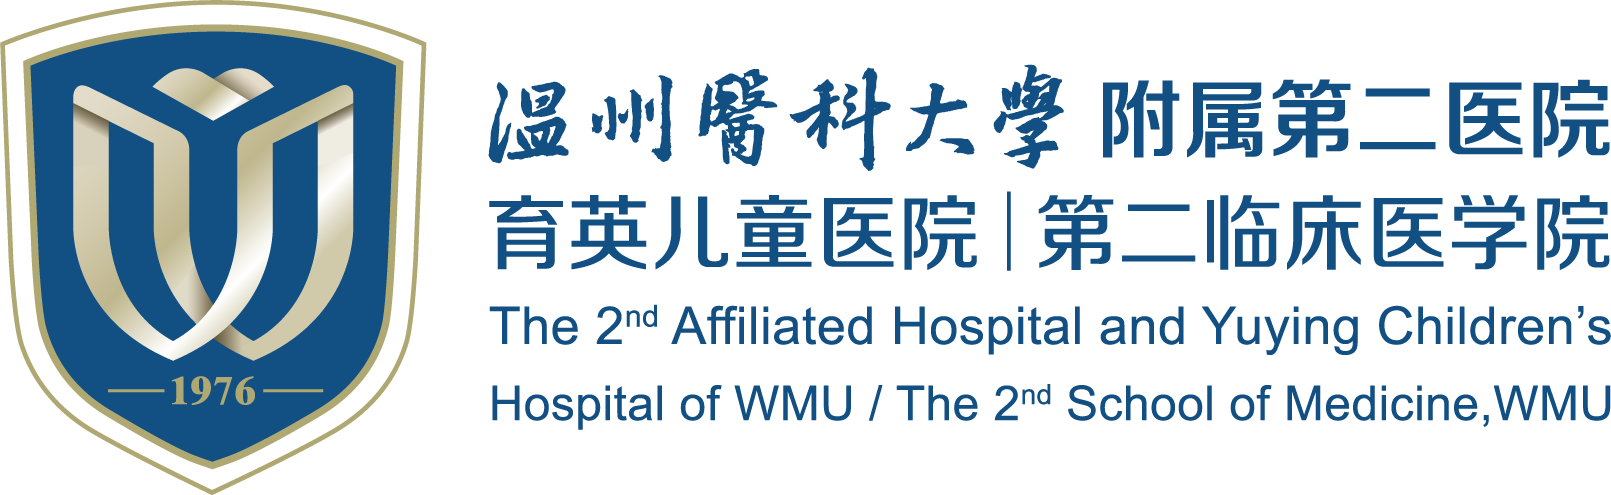 温州醫科大學 附属第二医院
育英儿童医院|第二临床医学院
The 2nd Affiliated Hospital and Yuying Children’s
Hospital of WMU / The 2nd School of Medicine,WMU
1976